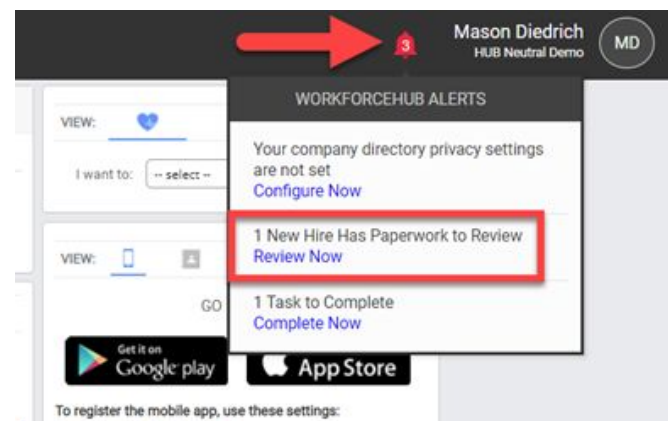 Mason Diedrich
HUB Neutral Demo
MD
3
WORKFORCEHUB ALERTS
Your company directory privacy settings
are not set
Configure Now
1 New Hire Has Paperwork to Review
Review Now
1 Task to Complete
Complete Now
VIEW:
I want to: -- select --
VIEW:
GO
Get it on
Google play
App Store
To register the mobile app, use these settings: